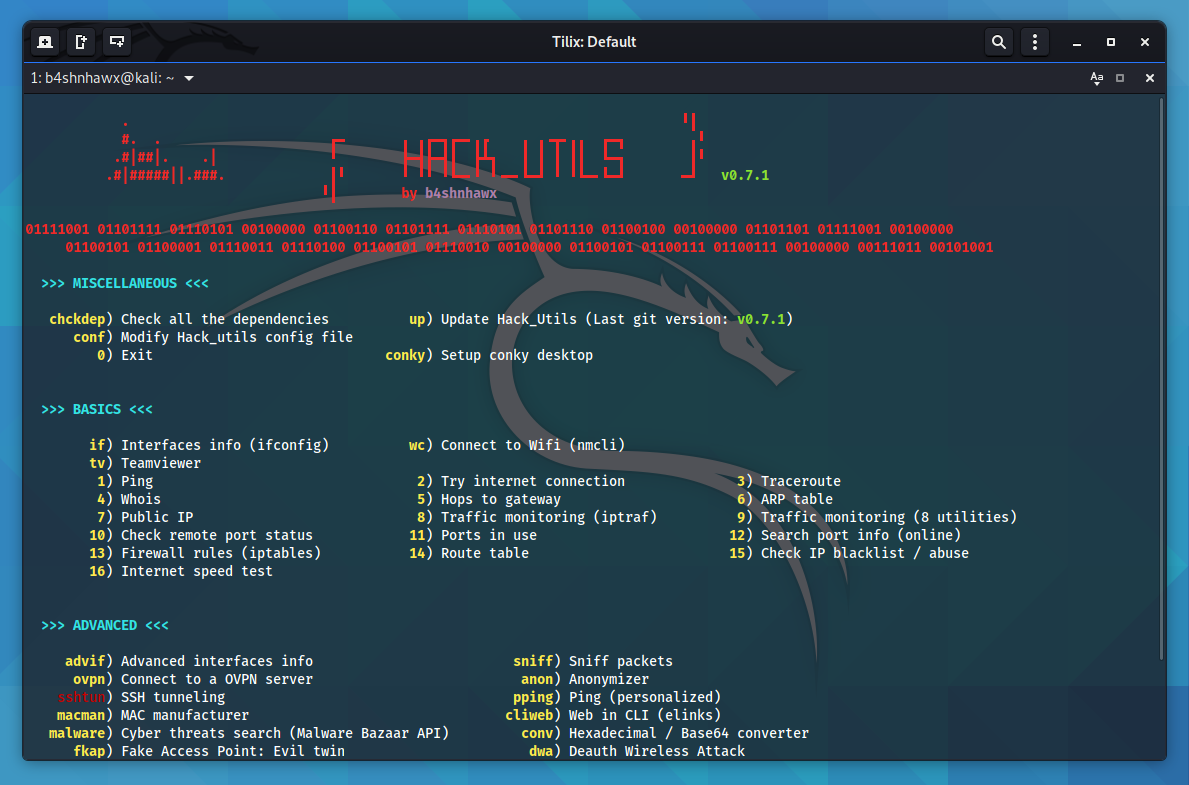 Tilix: Default
1: b4shnhawx@kali: ~
.
#. .
.#|##|. .|
.#|#####||.###.
HACK_UTILS
v0.7.1
by b4shnhawx
01111001 01101111 01110101 00100000 01100110 01101111 01110101 01101110 01100100 00100000 01101101 01111001 00100000
01100101 01100001 01110011 01110100 01100101 01110010 00100000 01100101 01100111 01100111 00100000 00111011 00101001
>>> MISCELLANEOUS <<<
chckdep) Check all the dependencies up) Update Hack_Utils (Last git version: v0.7.1)
conf) Modify Hack_utils config file
0) Exit conky) Setup conky desktop
>>> BASICS <<<
if) Interfaces info (ifconfig) wc) Connect to Wifi (nmcli)
tv) Teamviewer
1) Ping 2) Try internet connection 3) Traceroute
4) Whois 5) Hops to gateway 6) ARP table
7) Public IP 8) Traffic monitoring (iptraf) 9) Traffic monitoring (8 utilities)
10) Check remote port status 11) Ports in use 12) Search port info (online)
13) Firewall rules (iptables) 14) Route table 15) Check IP blacklist / abuse
16) Internet speed test
>>> ADVANCED <<<
advif) Advanced interfaces info sniff) Sniff packets
ovpn) Connect to a OVPN server anon) Anonymizer
sshtun) SSH tunneling pping) Ping (personalized)
macman) MAC manufacturer cliweb) Web in CLI (elinks)
malware) Cyber threats search (Malware Bazaar API) conv) Hexadecimal / Base64 converter
fkap) Fake Access Point: Evil twin dwa) Deauth Wireless Attack